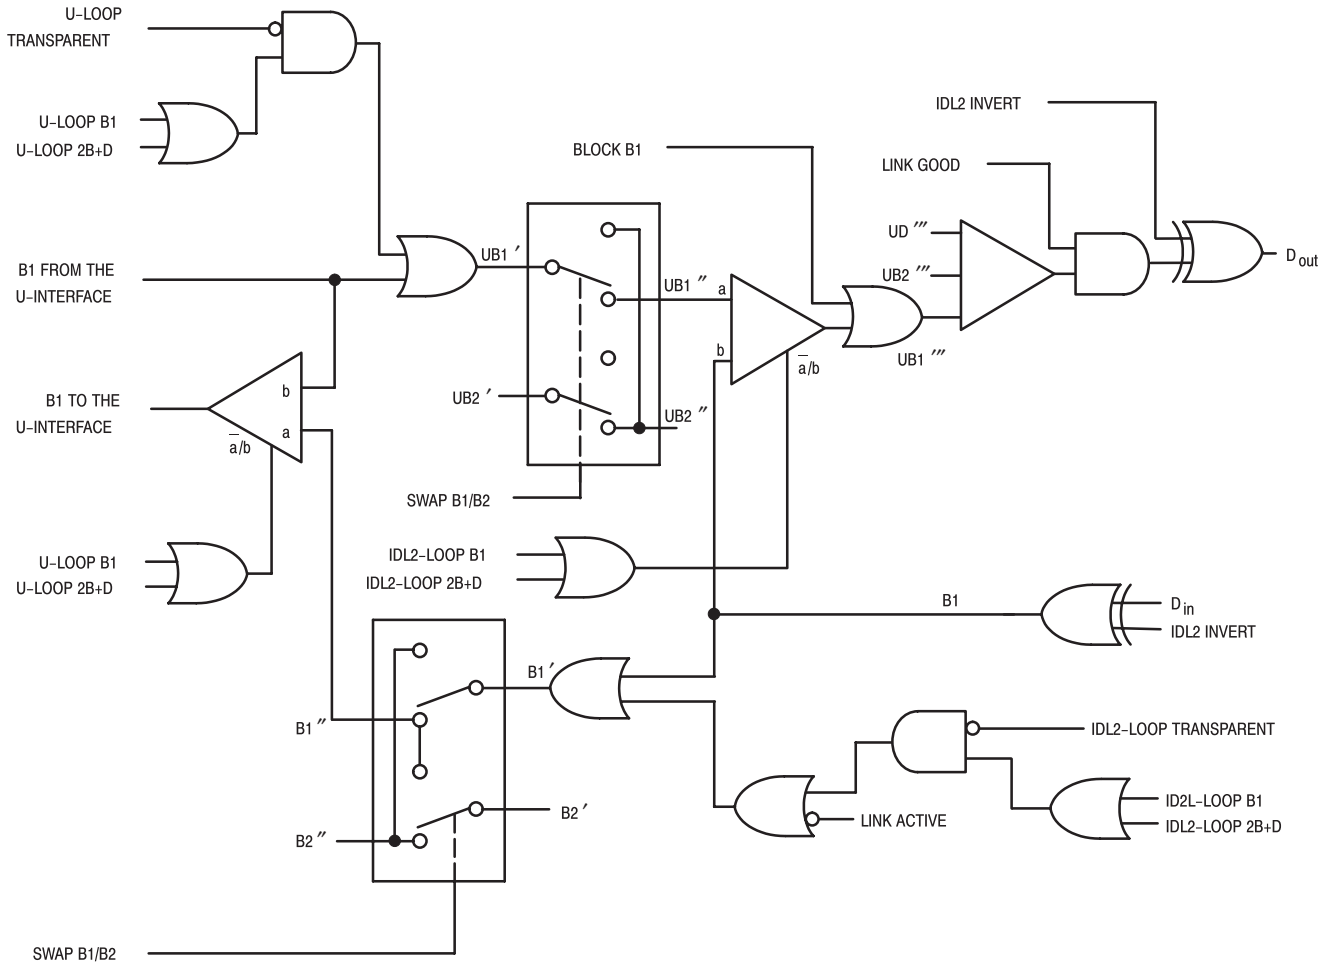 U–LOOP
TRANSPARENT
U–LOOP B1
U–LOOP 2B+D
IDL2 INVERT
BLOCK B1
LINK GOOD
UD ′′′
UB2 ′′′
D out
B1 FROM THE
U–INTERFACE
UB1 ′
UB1 ′′
a
b
a/b
UB1 ′′′
B1 TO THE
U–INTERFACE
b
a
a/b
UB2 ′
UB2 ′′
SWAP B1/B2
U–LOOP B1
U–LOOP 2B+D
IDL2–LOOP B1
IDL2–LOOP 2B+D
B1
D in
IDL2 INVERT
B1 ′
B1 ′′
B2 ′
B2 ′′
IDL2–LOOP TRANSPARENT
ID2L–LOOP B1
IDL2–LOOP 2B+D
LINK ACTIVE
SWAP B1/B2